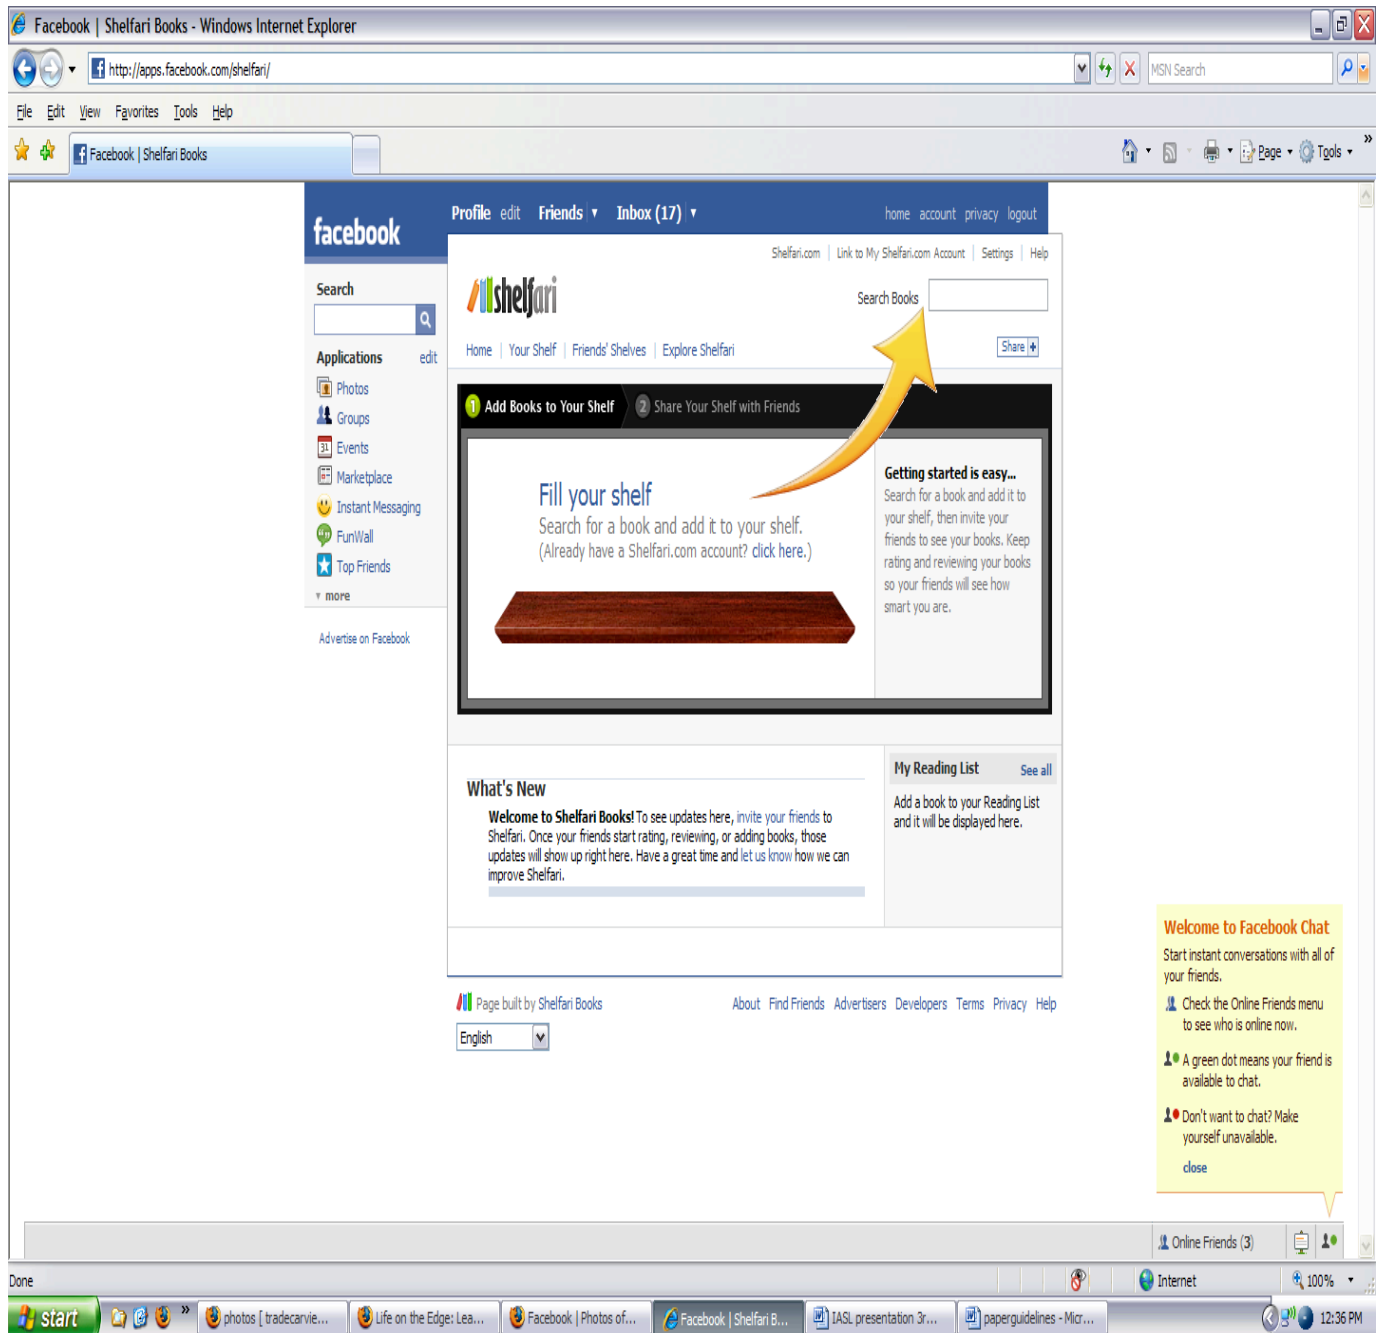 Facebook | Shelfari Books - Windows Internet Explorer
http://apps.facebook.com/shelfari/
MSN Search
File Edit View Favorites Tools Help
Facebook | Shelfari Books
Page Tools
facebook
Profile edit Friends Inbox (17)
home account privacy logout
Search
Applications edit
Photos
Groups
31 Events
Marketplace
Instant Messaging
FunWall
Top Friends
more
Advertise on Facebook
Shelfari.com | Link to My Shelfari.com Account | Settings | Help
shelfari
Search Books
Home | Your Shelf | Friends' Shelves | Explore Shelfari
Share +
1 Add Books to Your Shelf 2 Share Your Shelf with Friends
Fill your shelf
Search for a book and add it to your shelf.
(Already have a Shelfari.com account? click here.)
Getting started is easy...
Search for a book and add it to
your shelf, then invite your
friends to see your books. Keep
rating and reviewing your books
so your friends will see how
smart you are.
What's New
Welcome to Shelfari Books! To see updates here, invite your friends to
Shelfari. Once your friends start rating, reviewing, or adding books, those
updates will show up right here. Have a great time and let us know how we can
improve Shelfari.
My Reading List See all
Add a book to your Reading List
and it will be displayed here.
Page built by Shelfari Books
About Find Friends Advertisers Developers Terms Privacy Help
English
Welcome to Facebook Chat
Start instant conversations with all of
your friends.
Check the Online Friends menu
to see who is online now.
A green dot means your friend is
available to chat.
Don't want to chat? Make
yourself unavailable.
close
Online Friends (3)
Done
Internet
100%
start
photos [ tradecarvie...
Life on the Edge: Lea...
Facebook | Photos of...
Facebook | Shelfari B...
IASL presentation 3r...
paperguidelines - Micr...
12:36 PM